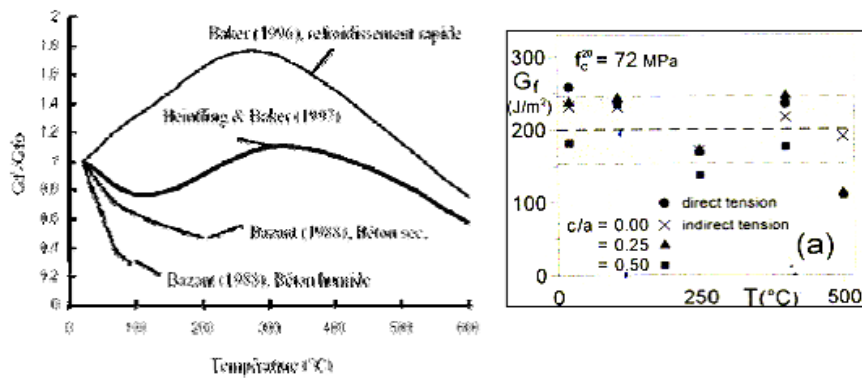 2
1.8
1.6
1.4
1.2
1
0.8
0.6
0.4
0.2
0
Gf /Gfo
Baker (1996), refroidissement rapide
Heinfling & Baker (1997)
Bazant (1988), Béton sec.
Bazant (1988), Béton humide
0 100 200 300 400 500 600
Température (°C)
300
G_f
(J/m²)
200
100
0
f_c^20 = 72 MPa
● direct tension
c/a = 0.00 × indirect tension
= 0.25 ▲
= 0.50 ■
(a)
0 250 T(°C) 500